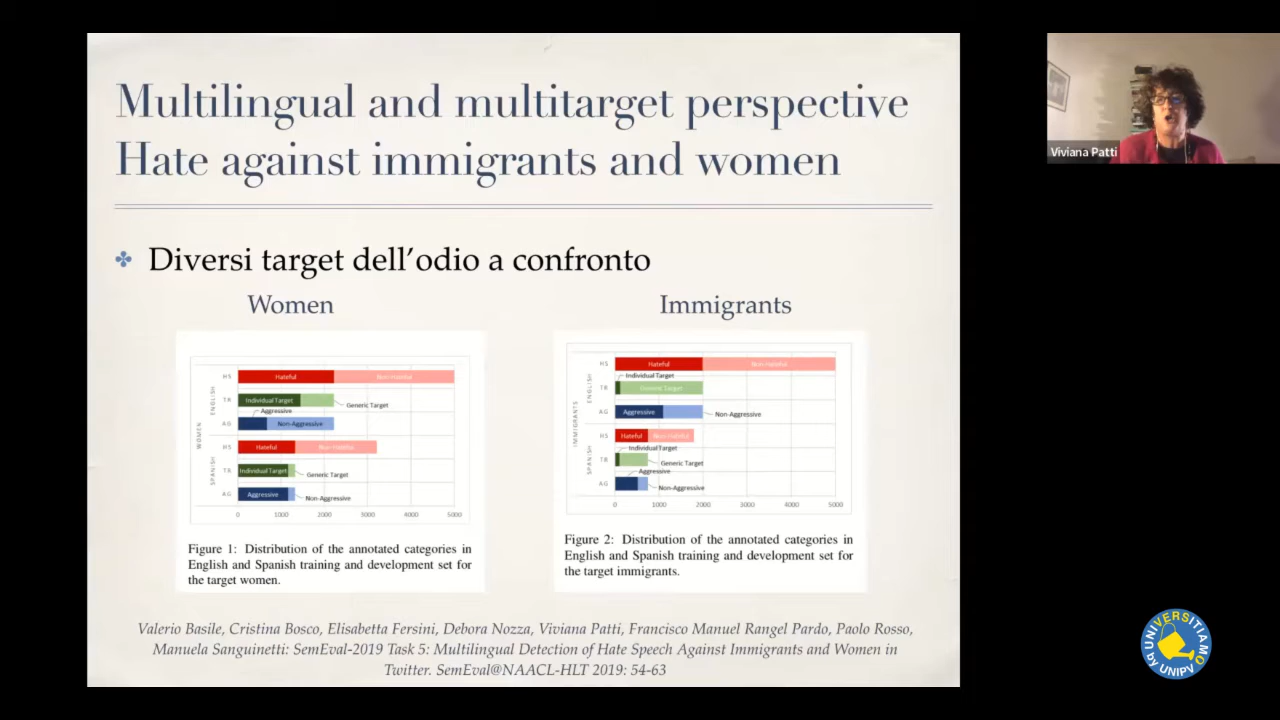 Multilingual and multitarget perspective
Hate against immigrants and women
Viviana Patti
Diversi target dell'odio a confronto
Women
Immigrants
WOMEN
ENGLISH
SPANISH
HS
Hateful
Non-Hateful
TR
Individual Target
Generic Target
Aggressive
AG
Non-Aggressive
HS
Hateful
Non-Hateful
TR
Individual Target
Generic Target
AG
Aggressive
Non-Aggressive
0 1000 2000 3000 4000 5000
Figure 1: Distribution of the annotated categories in
English and Spanish training and development set for
the target women.
IMMIGRANTS
ENGLISH
SPANISH
HS
Hateful
Non-Hateful
Individual Target
TR
Generic Target
AG
Aggressive
Non-Aggressive
HS
Hateful
Non-Hateful
Individual Target
TR
Generic Target
Aggressive
AG
Non-Aggressive
0 1000 2000 3000 4000 5000
Figure 2: Distribution of the annotated categories in
English and Spanish training and development set for
the target immigrants.
Valerio Basile, Cristina Bosco, Elisabetta Fersini, Debora Nozza, Viviana Patti, Francisco Manuel Rangel Pardo, Paolo Rosso,
Manuela Sanguinetti: SemEval-2019 Task 5: Multilingual Detection of Hate Speech Against Immigrants and Women in
Twitter. SemEval@NAACL-HLT 2019: 54-63
UNIVERSITIAMO
by UNIPV